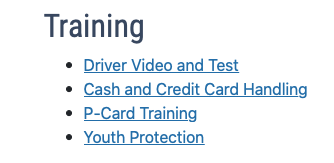 Training
Driver Video and Test
Cash and Credit Card Handling
P-Card Training
Youth Protection